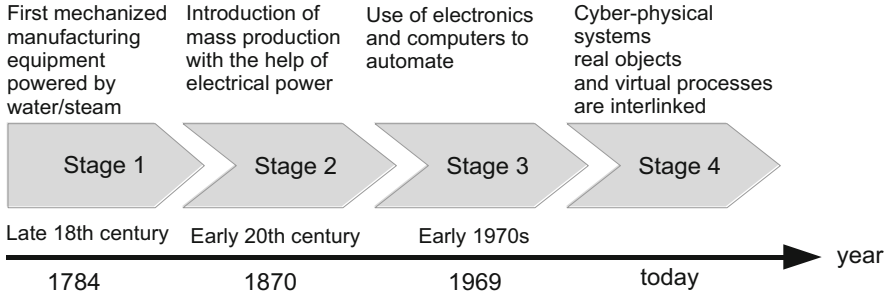 First mechanized
manufacturing
equipment
powered by
water/steam
Introduction of
mass production
with the help of
electrical power
Use of electronics
and computers to
automate
Cyber-physical
systems
real objects
and virtual processes
are interlinked
Stage 1
Stage 2
Stage 3
Stage 4
Late 18th century
Early 20th century
Early 1970s
year
1784
1870
1969
today